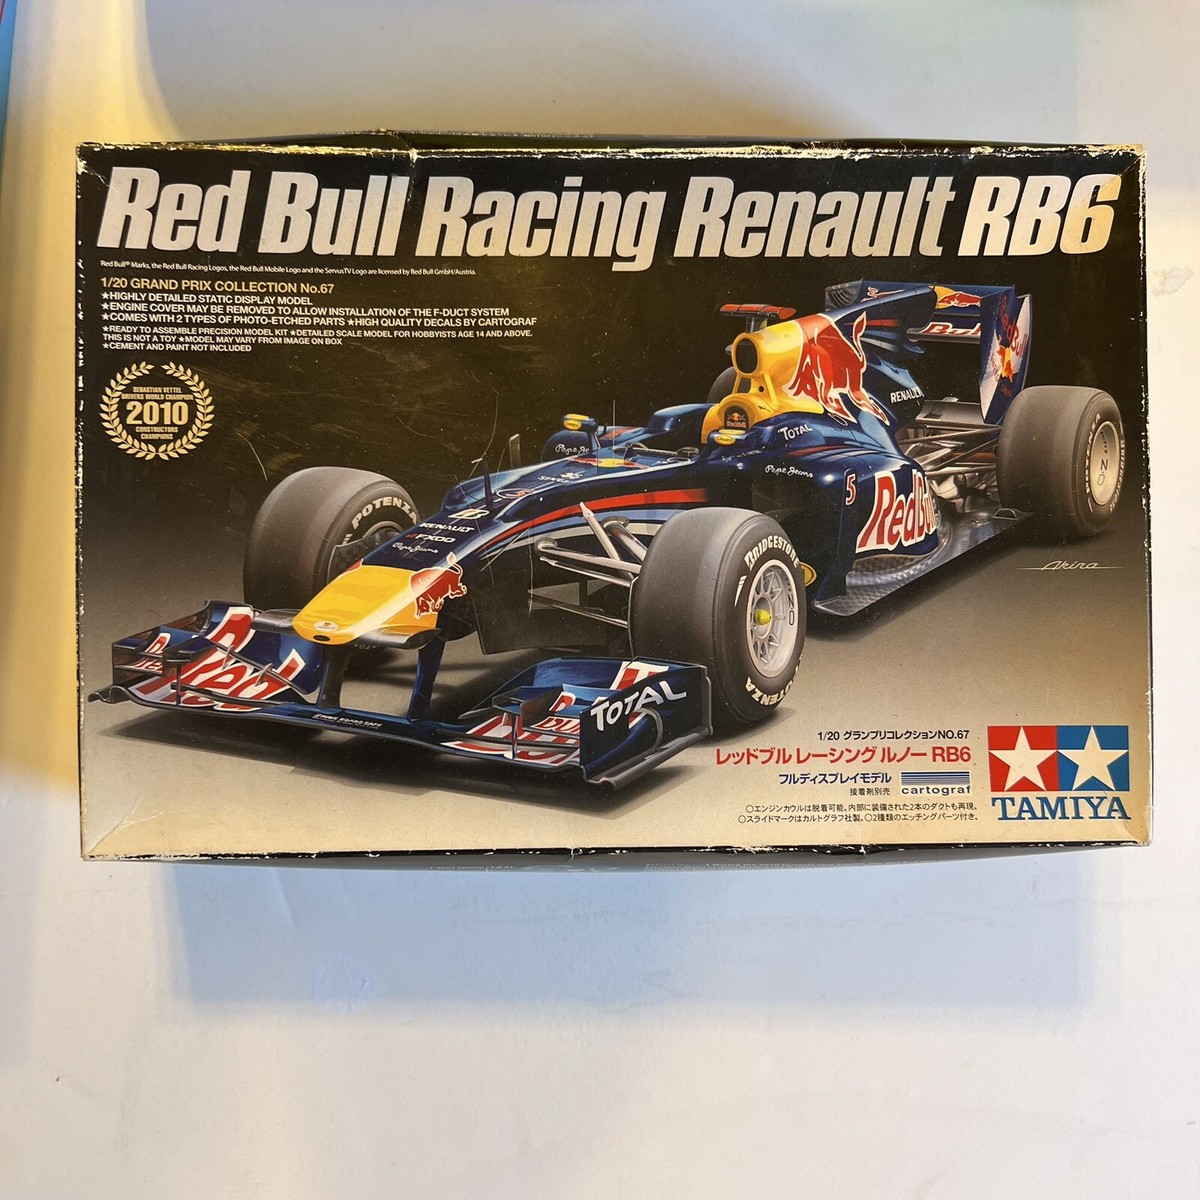 Red Bull Racing Renault RB6
Red Bull® Marks, the Red Bull Racing Logos, the Red Bull Mobile Logo and the ServusTV Logo are licensed by Red Bull GmbH/Austria.
1/20 GRAND PRIX COLLECTION No.67
★HIGHLY DETAILED STATIC DISPLAY MODEL
★ENGINE COVER MAY BE REMOVED TO ALLOW INSTALLATION OF THE F-DUCT SYSTEM
★COMES WITH 2 TYPES OF PHOTO-ETCHED PARTS ★HIGH QUALITY DECALS BY CARTOGRAF
★READY TO ASSEMBLE PRECISION MODEL KIT ★DETAILED SCALE MODEL FOR HOBBYISTS AGE 14 AND ABOVE.
THIS IS NOT A TOY ★MODEL MAY VARY FROM IMAGE ON BOX
★CEMENT AND PAINT NOT INCLUDED
SEBASTIAN VETTEL
DRIVERS WORLD CHAMPION
2010
CONSTRUCTORS
CHAMPIONS
Red Bull
RENAULT
TOTAL
Pepe Jeans
Pepe Jeans
5
Red Bull
5
RENAULT
FX00
Pepe Jeans
POTENZA
BRIDGESTONE
POTENZA
Red
TOTAL
Akira
1/20 グランプリコレクションNO.67
レッドブル レーシング ルノー RB6
フルディスプレイモデル
接着剤別売
cartograf
○エンジンカウルは脱着可能。内部に装備された2本のダクトも再現。
○スライドマークはカルトグラフ社製。○2種類のエッチングパーツ付き。
TAMIYA